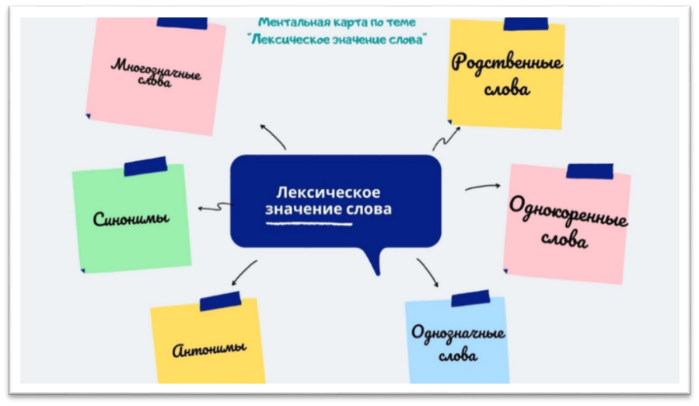 Ментальная карта по теме
"Лексическое значение слова"
Многозначные
слова
Родственные
слова
Лексическое
значение слова
Синонимы
Однокоренные
слова
Антонимы
Однозначные
слова